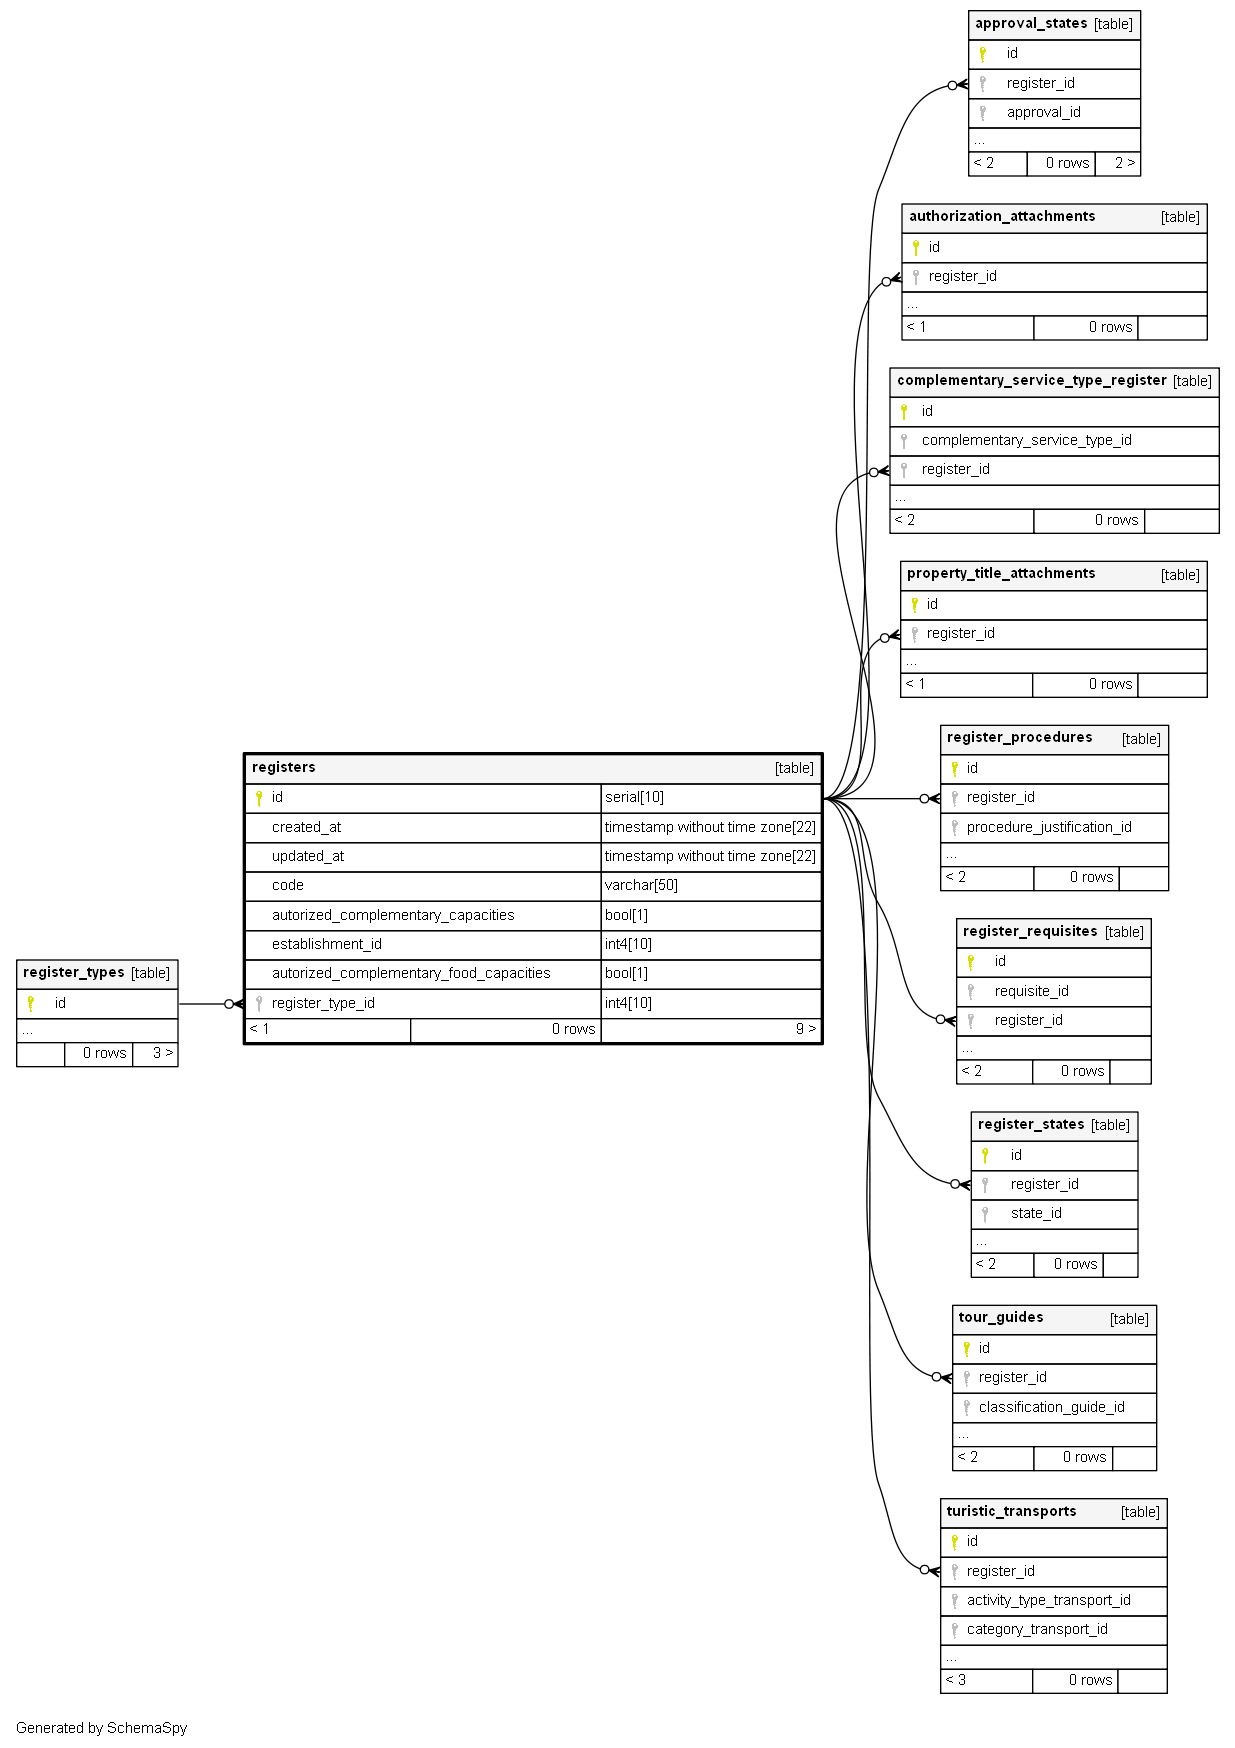 approval_states [table]
id
register_id
approval_id
...
< 2 0 rows 2 >
authorization_attachments [table]
id
register_id
...
< 1 0 rows
complementary_service_type_register [table]
id
complementary_service_type_id
register_id
...
< 2 0 rows
property_title_attachments [table]
id
register_id
...
< 1 0 rows
register_procedures [table]
id
register_id
procedure_justification_id
...
< 2 0 rows
registers [table]
id serial[10]
created_at timestamp without time zone[22]
updated_at timestamp without time zone[22]
code varchar[50]
autorized_complementary_capacities bool[1]
establishment_id int4[10]
autorized_complementary_food_capacities bool[1]
register_type_id int4[10]
< 1 0 rows 9 >
register_types [table]
id
...
0 rows 3 >
register_requisites [table]
id
requisite_id
register_id
...
< 2 0 rows
register_states [table]
id
register_id
state_id
...
< 2 0 rows
tour_guides [table]
id
register_id
classification_guide_id
...
< 2 0 rows
turistic_transports [table]
id
register_id
activity_type_transport_id
category_transport_id
...
< 3 0 rows
Generated by SchemaSpy